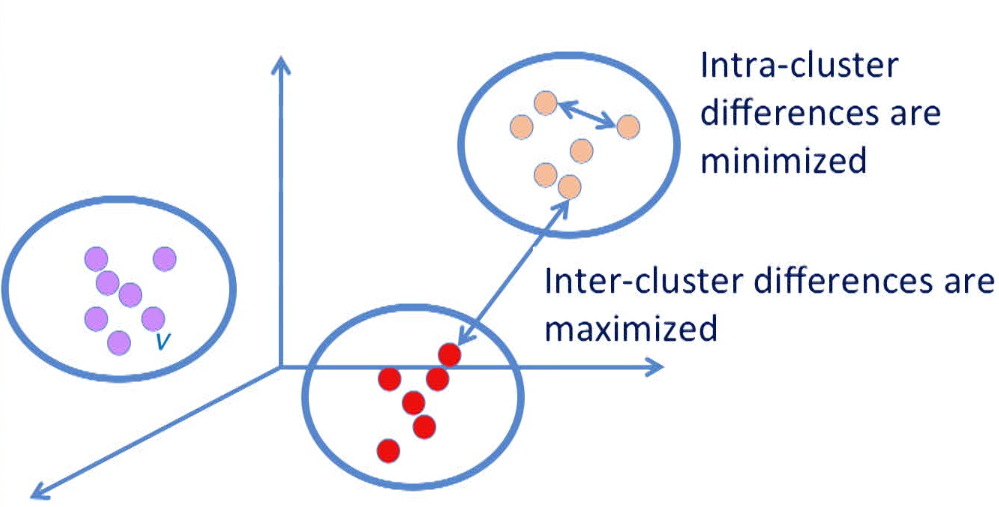 Intra-cluster
differences are
minimized
Inter-cluster differences are
maximized
v